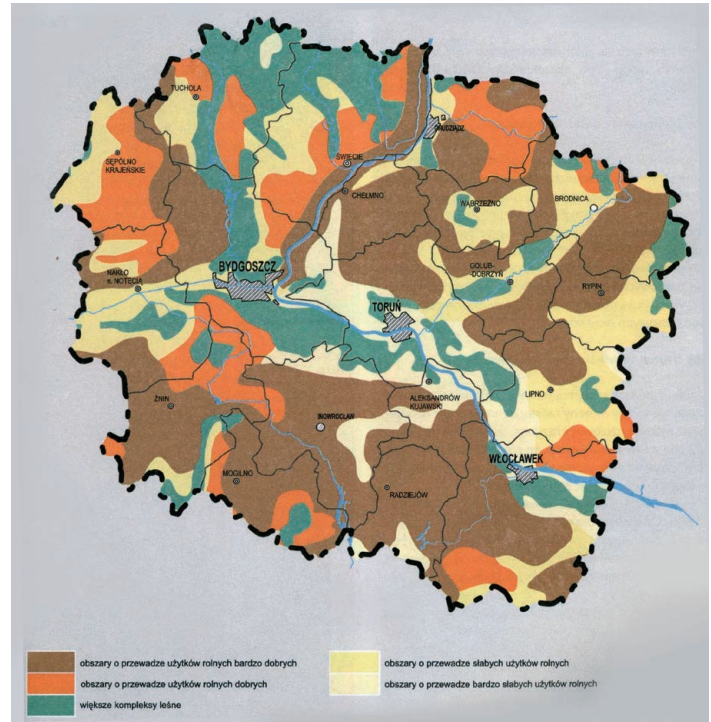 TUCHOLA
GRUDZIĄDZ
ŚWIECIE
SĘPÓLNO
KRAJEŃSKIE
CHEŁMNO
WĄBRZEŹNO
BRODNICA
BYDGOSZCZ
NAKŁO
n. NOTECIĄ
GOLUB-
DOBRZYŃ
RYPIN
TORUŃ
ŻNIN
ALEKSANDRÓW
KUJAWSKI
LIPNO
INOWROCŁAW
WŁOCŁAWEK
MOGILNO
RADZIEJÓW
obszary o przewadze użytków rolnych bardzo dobrych
obszary o przewadze użytków rolnych dobrych
większe kompleksy leśne
obszary o przewadze słabych użytków rolnych
obszary o przewadze bardzo słabych użytków rolnych